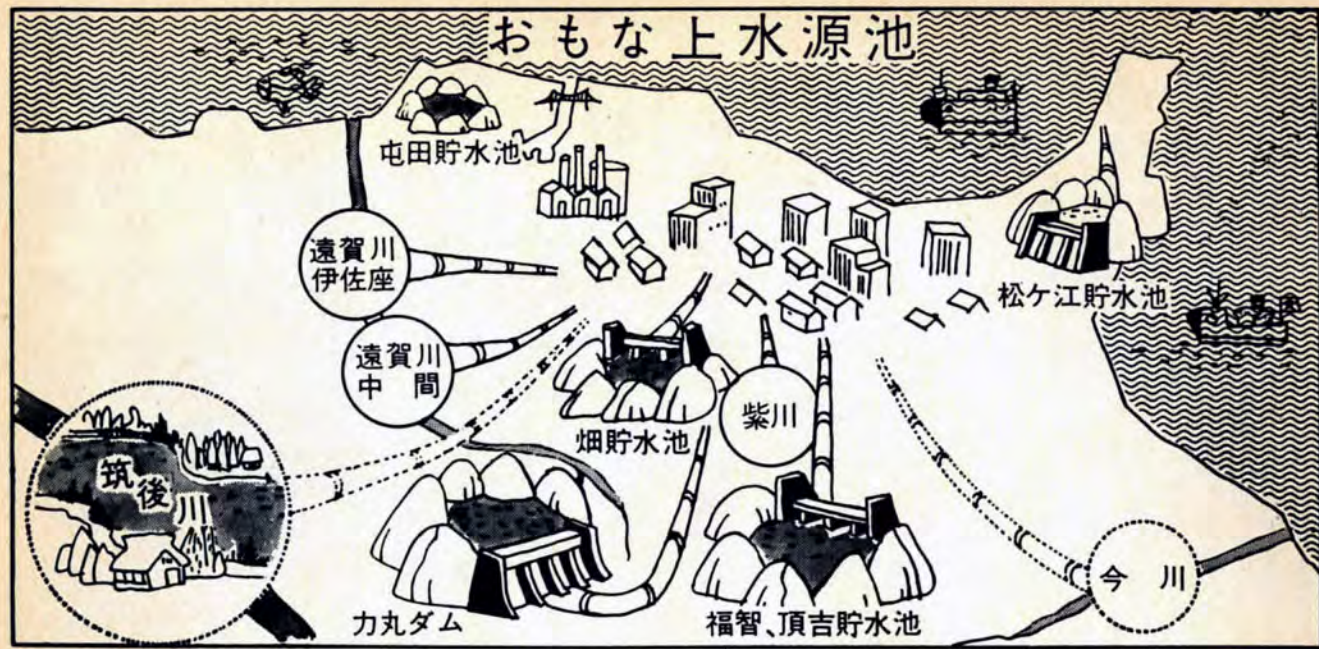 おもな上水源池
屯田貯水池
遠賀川
伊佐座
松ケ江貯水池
遠賀川
中間
畑貯水池
紫川
筑後川
今川
力丸ダム
福智、頂吉貯水池